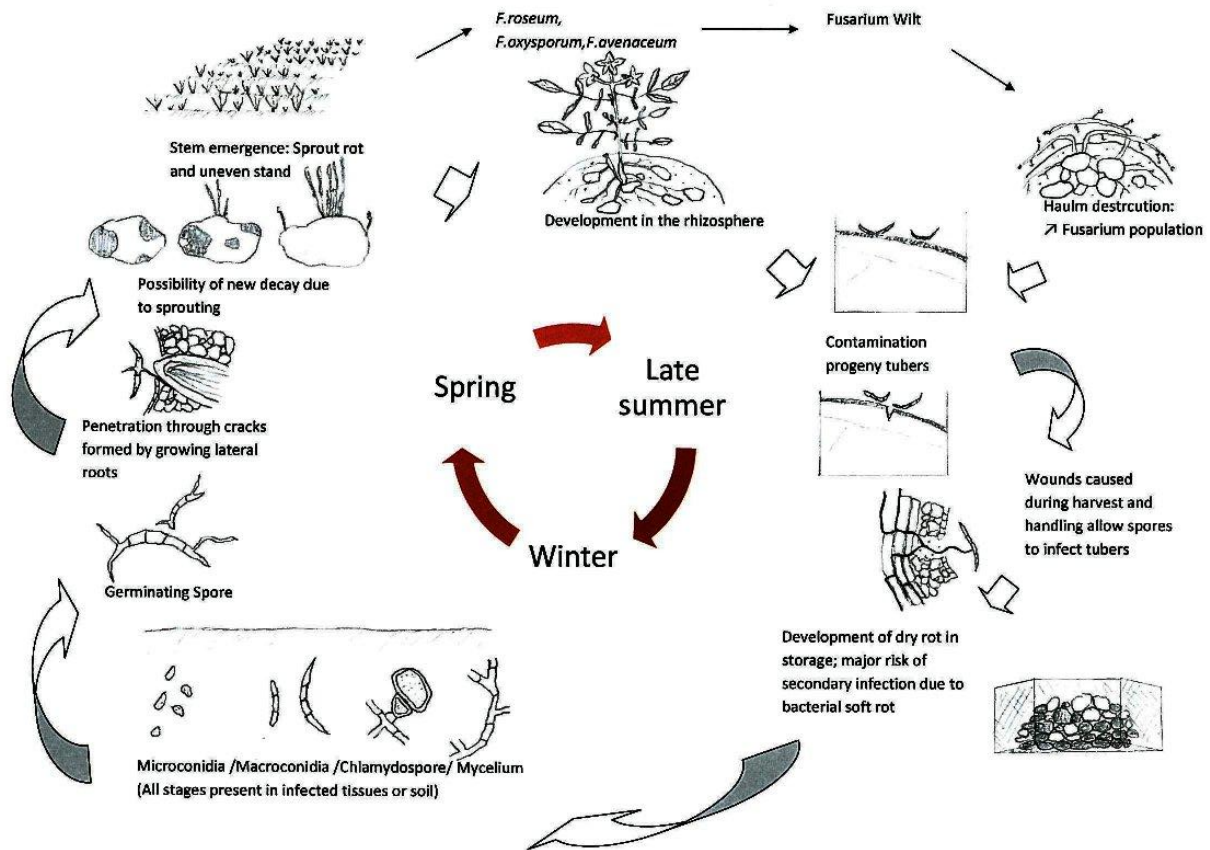 F.roseum,
F.oxysporum,F.avenaceum
Fusarium Wilt
Stem emergence: Sprout rot
and uneven stand
Development in the rhizosphere
Haulm destrcution:
↗ Fusarium population
Possibility of new decay due
to sprouting
Contamination
progeny tubers
Spring
Late
summer
Winter
Penetration through cracks
formed by growing lateral
roots
Wounds caused
during harvest and
handling allow spores
to infect tubers
Germinating Spore
Development of dry rot in
storage; major risk of
secondary infection due to
bacterial soft rot
Microconidia /Macroconidia /Chlamydospore/ Mycelium
(All stages present in infected tissues or soil)